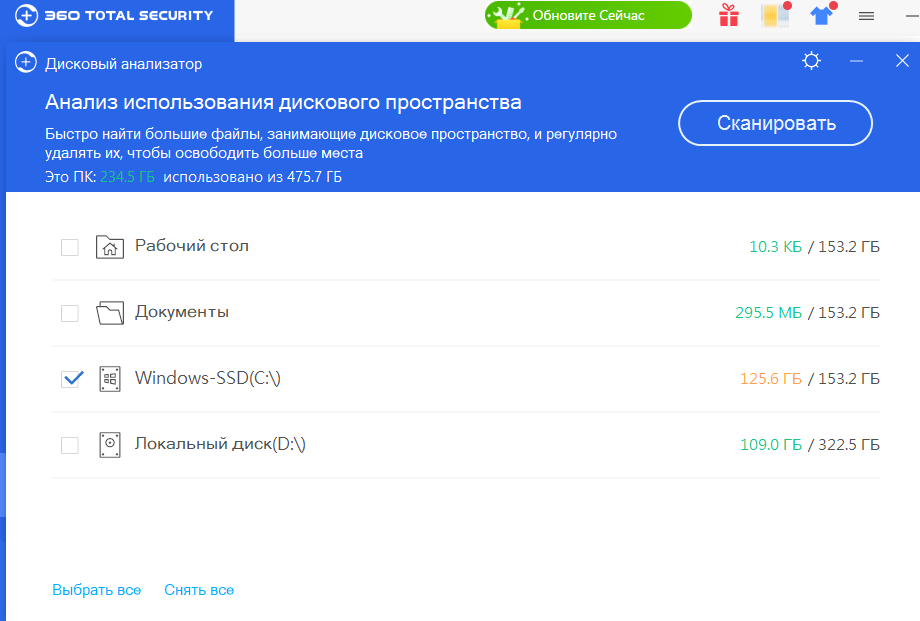 360 TOTAL SECURITY
Обновите Сейчас
Дисковый анализатор
Анализ использования дискового пространства
Быстро найти большие файлы, занимающие дисковое пространство, и регулярно
удалять их, чтобы освободить больше места
Сканировать
Это ПК: 234.5 ГБ использовано из 475.7 ГБ
Рабочий стол 10.3 КБ / 153.2 ГБ
Документы 295.5 МБ / 153.2 ГБ
Windows-SSD(C:\) 125.6 ГБ / 153.2 ГБ
Локальный диск(D:\) 109.0 ГБ / 322.5 ГБ
Выбрать все Снять все